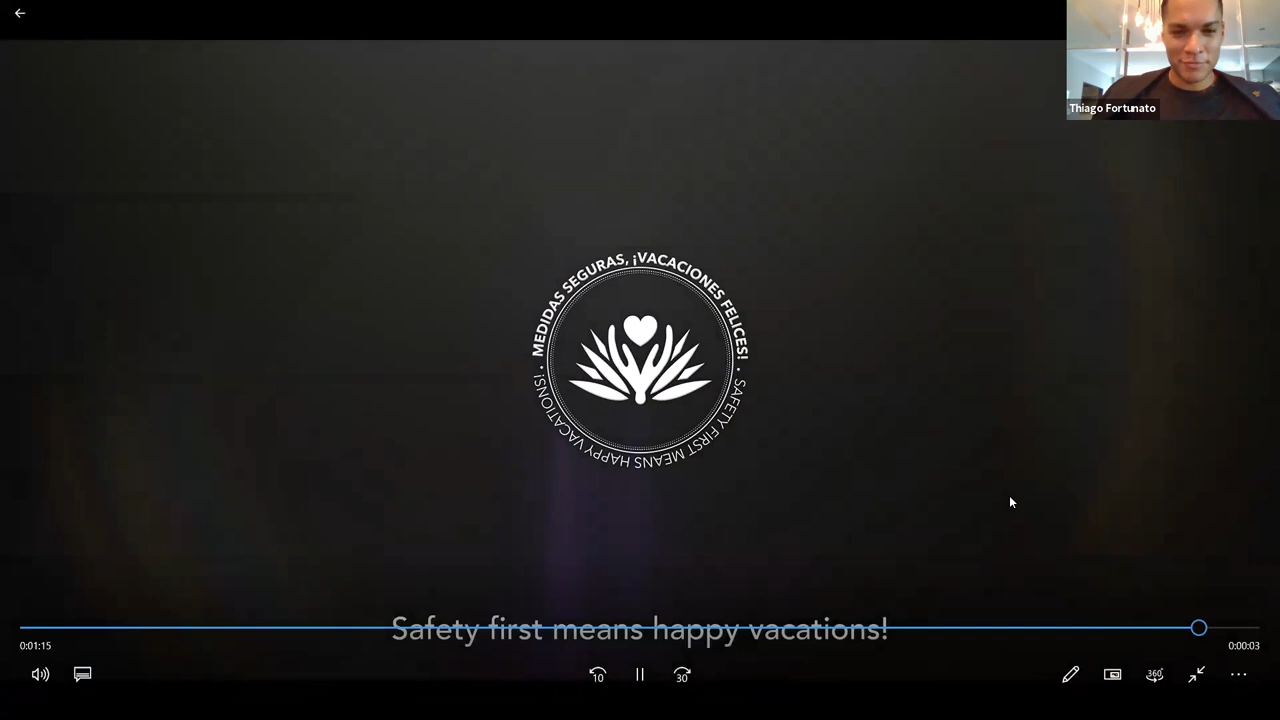 Thiago Fortunato
MEDIDAS SEGURAS, ¡VACACIONES FELICES!
SAFETY FIRST MEANS HAPPY VACATIONS!
Safety first means happy vacations!
0:01:15
0:00:03
10
30
360